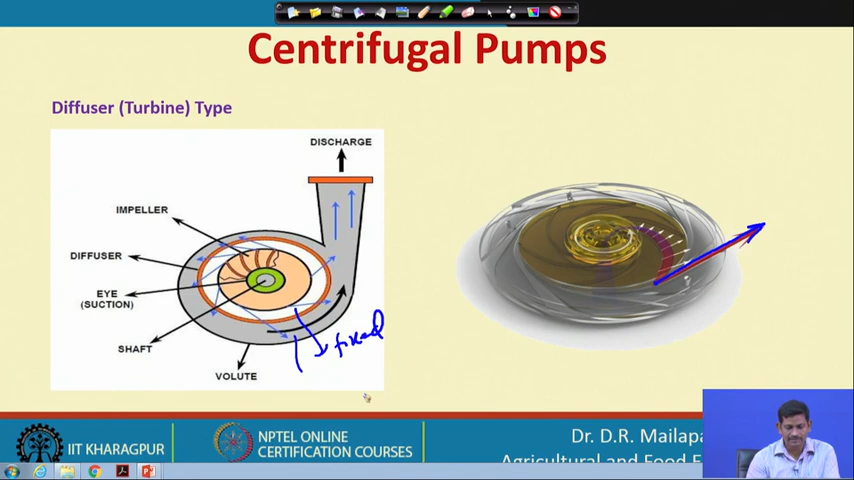 Centrifugal Pumps
Diffuser (Turbine) Type
DISCHARGE
IMPELLER
DIFFUSER
EYE
(SUCTION)
SHAFT
VOLUTE
fixed
IIT KHARAGPUR
NPTEL ONLINE
CERTIFICATION COURSES
Dr. D.R. Mailapa
Agricultural and Food